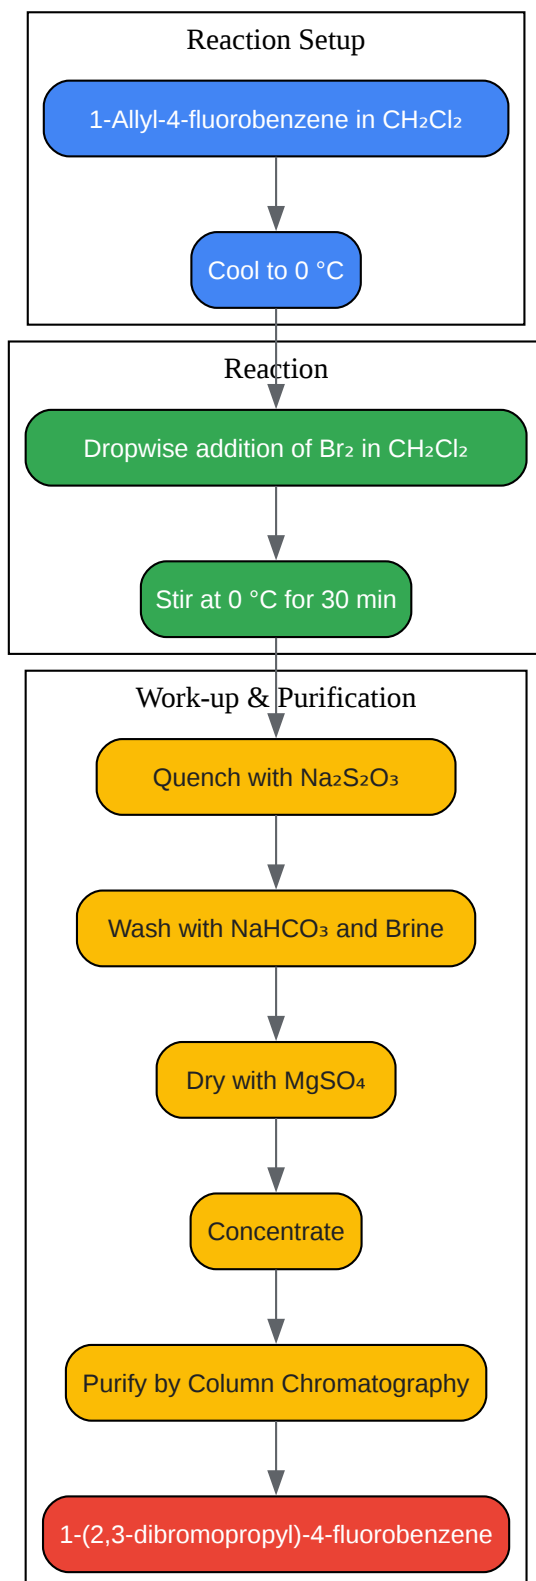 Reaction Setup
1-Allyl-4-fluorobenzene in CH₂Cl₂
Cool to 0 °C
Reaction
Dropwise addition of Br₂ in CH₂Cl₂
Stir at 0 °C for 30 min
Work-up & Purification
Quench with Na₂S₂O₃
Wash with NaHCO₃ and Brine
Dry with MgSO₄
Concentrate
Purify by Column Chromatography
1-(2,3-dibromopropyl)-4-fluorobenzene